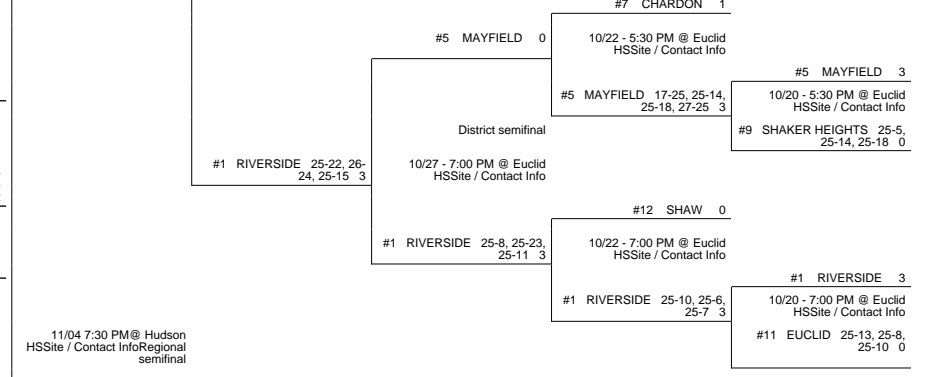 #7 CHARDON 1
#5 MAYFIELD 0
10/22 - 5:30 PM @ Euclid
HSSite / Contact Info
#5 MAYFIELD 3
#5 MAYFIELD 17-25, 25-14,
25-18, 27-25 3
10/20 - 5:30 PM @ Euclid
HSSite / Contact Info
#9 SHAKER HEIGHTS 25-5,
25-14, 25-18 0
District semifinal
#1 RIVERSIDE 25-22, 26-
24, 25-15 3
10/27 - 7:00 PM @ Euclid
HSSite / Contact Info
#12 SHAW 0
#1 RIVERSIDE 25-8, 25-23,
25-11 3
10/22 - 7:00 PM @ Euclid
HSSite / Contact Info
#1 RIVERSIDE 3
#1 RIVERSIDE 25-10, 25-6,
25-7 3
10/20 - 7:00 PM @ Euclid
HSSite / Contact Info
#11 EUCLID 25-13, 25-8,
25-10 0
11/04 7:30 PM@ Hudson
HSSite / Contact InfoRegional
semifinal